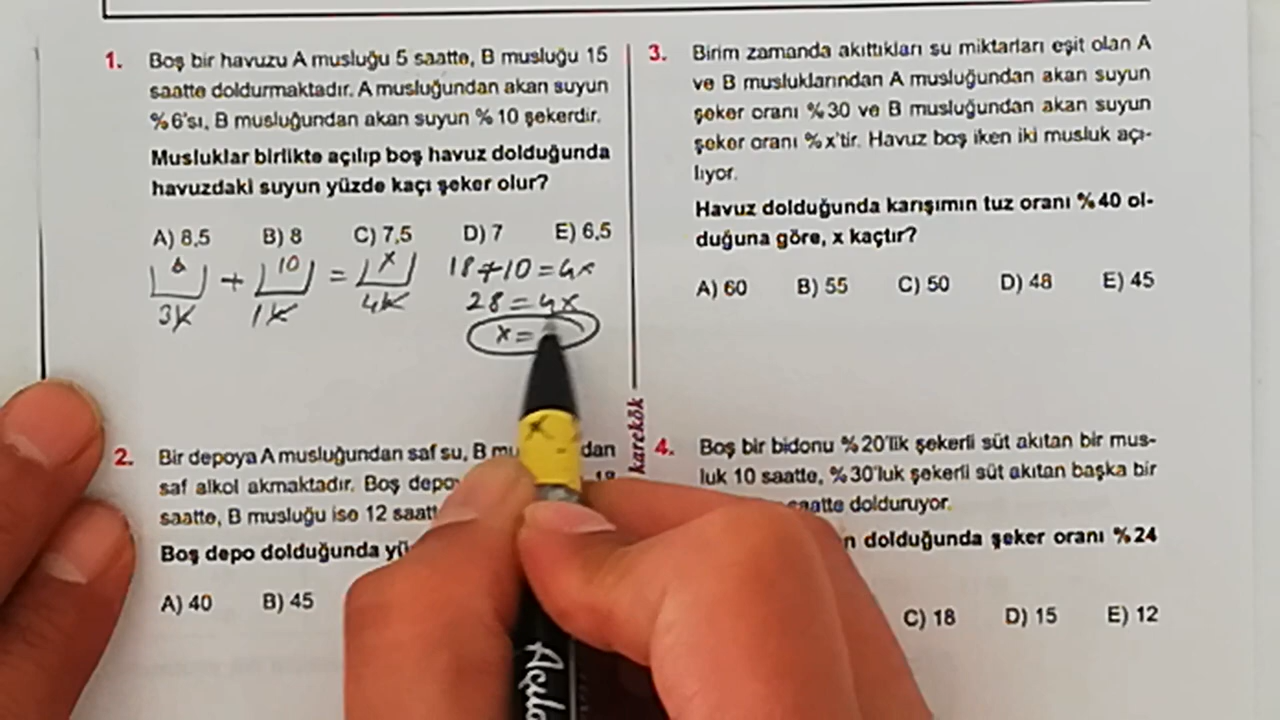 1. Boş bir havuzu A musluğu 5 saatte, B musluğu 15
saatte doldurmaktadır. A musluğundan akan suyun
%6'sı, B musluğundan akan suyun %10 şekerdir.
Musluklar birlikte açılıp boş havuz dolduğunda
havuzdaki suyun yüzde kaçı şeker olur?
A) 8,5 B) 8 C) 7,5 D) 7 E) 6,5
6 + 10 = x
3k 1k 4k
18+10=4x
28=4x
x=
2. Bir depoya A musluğundan saf su, B dan
saf alkol akmaktadır. Boş 18
saatte, B musluğu ise 12
Boş depo dolduğunda
A) 40 B) 45
3. Birim zamanda akıttıkları su miktarları eşit olan A
ve B musluklarından A musluğundan akan suyun
şeker oranı %30 ve B musluğundan akan suyun
şeker oranı %x'tir. Havuz boş iken iki musluk açı-
lıyor.
Havuz dolduğunda karışımın tuz oranı %40 ol-
duğuna göre, x kaçtır?
A) 60 B) 55 C) 50 D) 48 E) 45
karekök
4. Boş bir bidonu %20'lik şekerli süt akıtan bir mus-
luk 10 saatte, %30'luk şekerli süt akıtan başka bir
saatte dolduruyor.
dolduğunda şeker oranı %24
C) 18 D) 15 E) 12